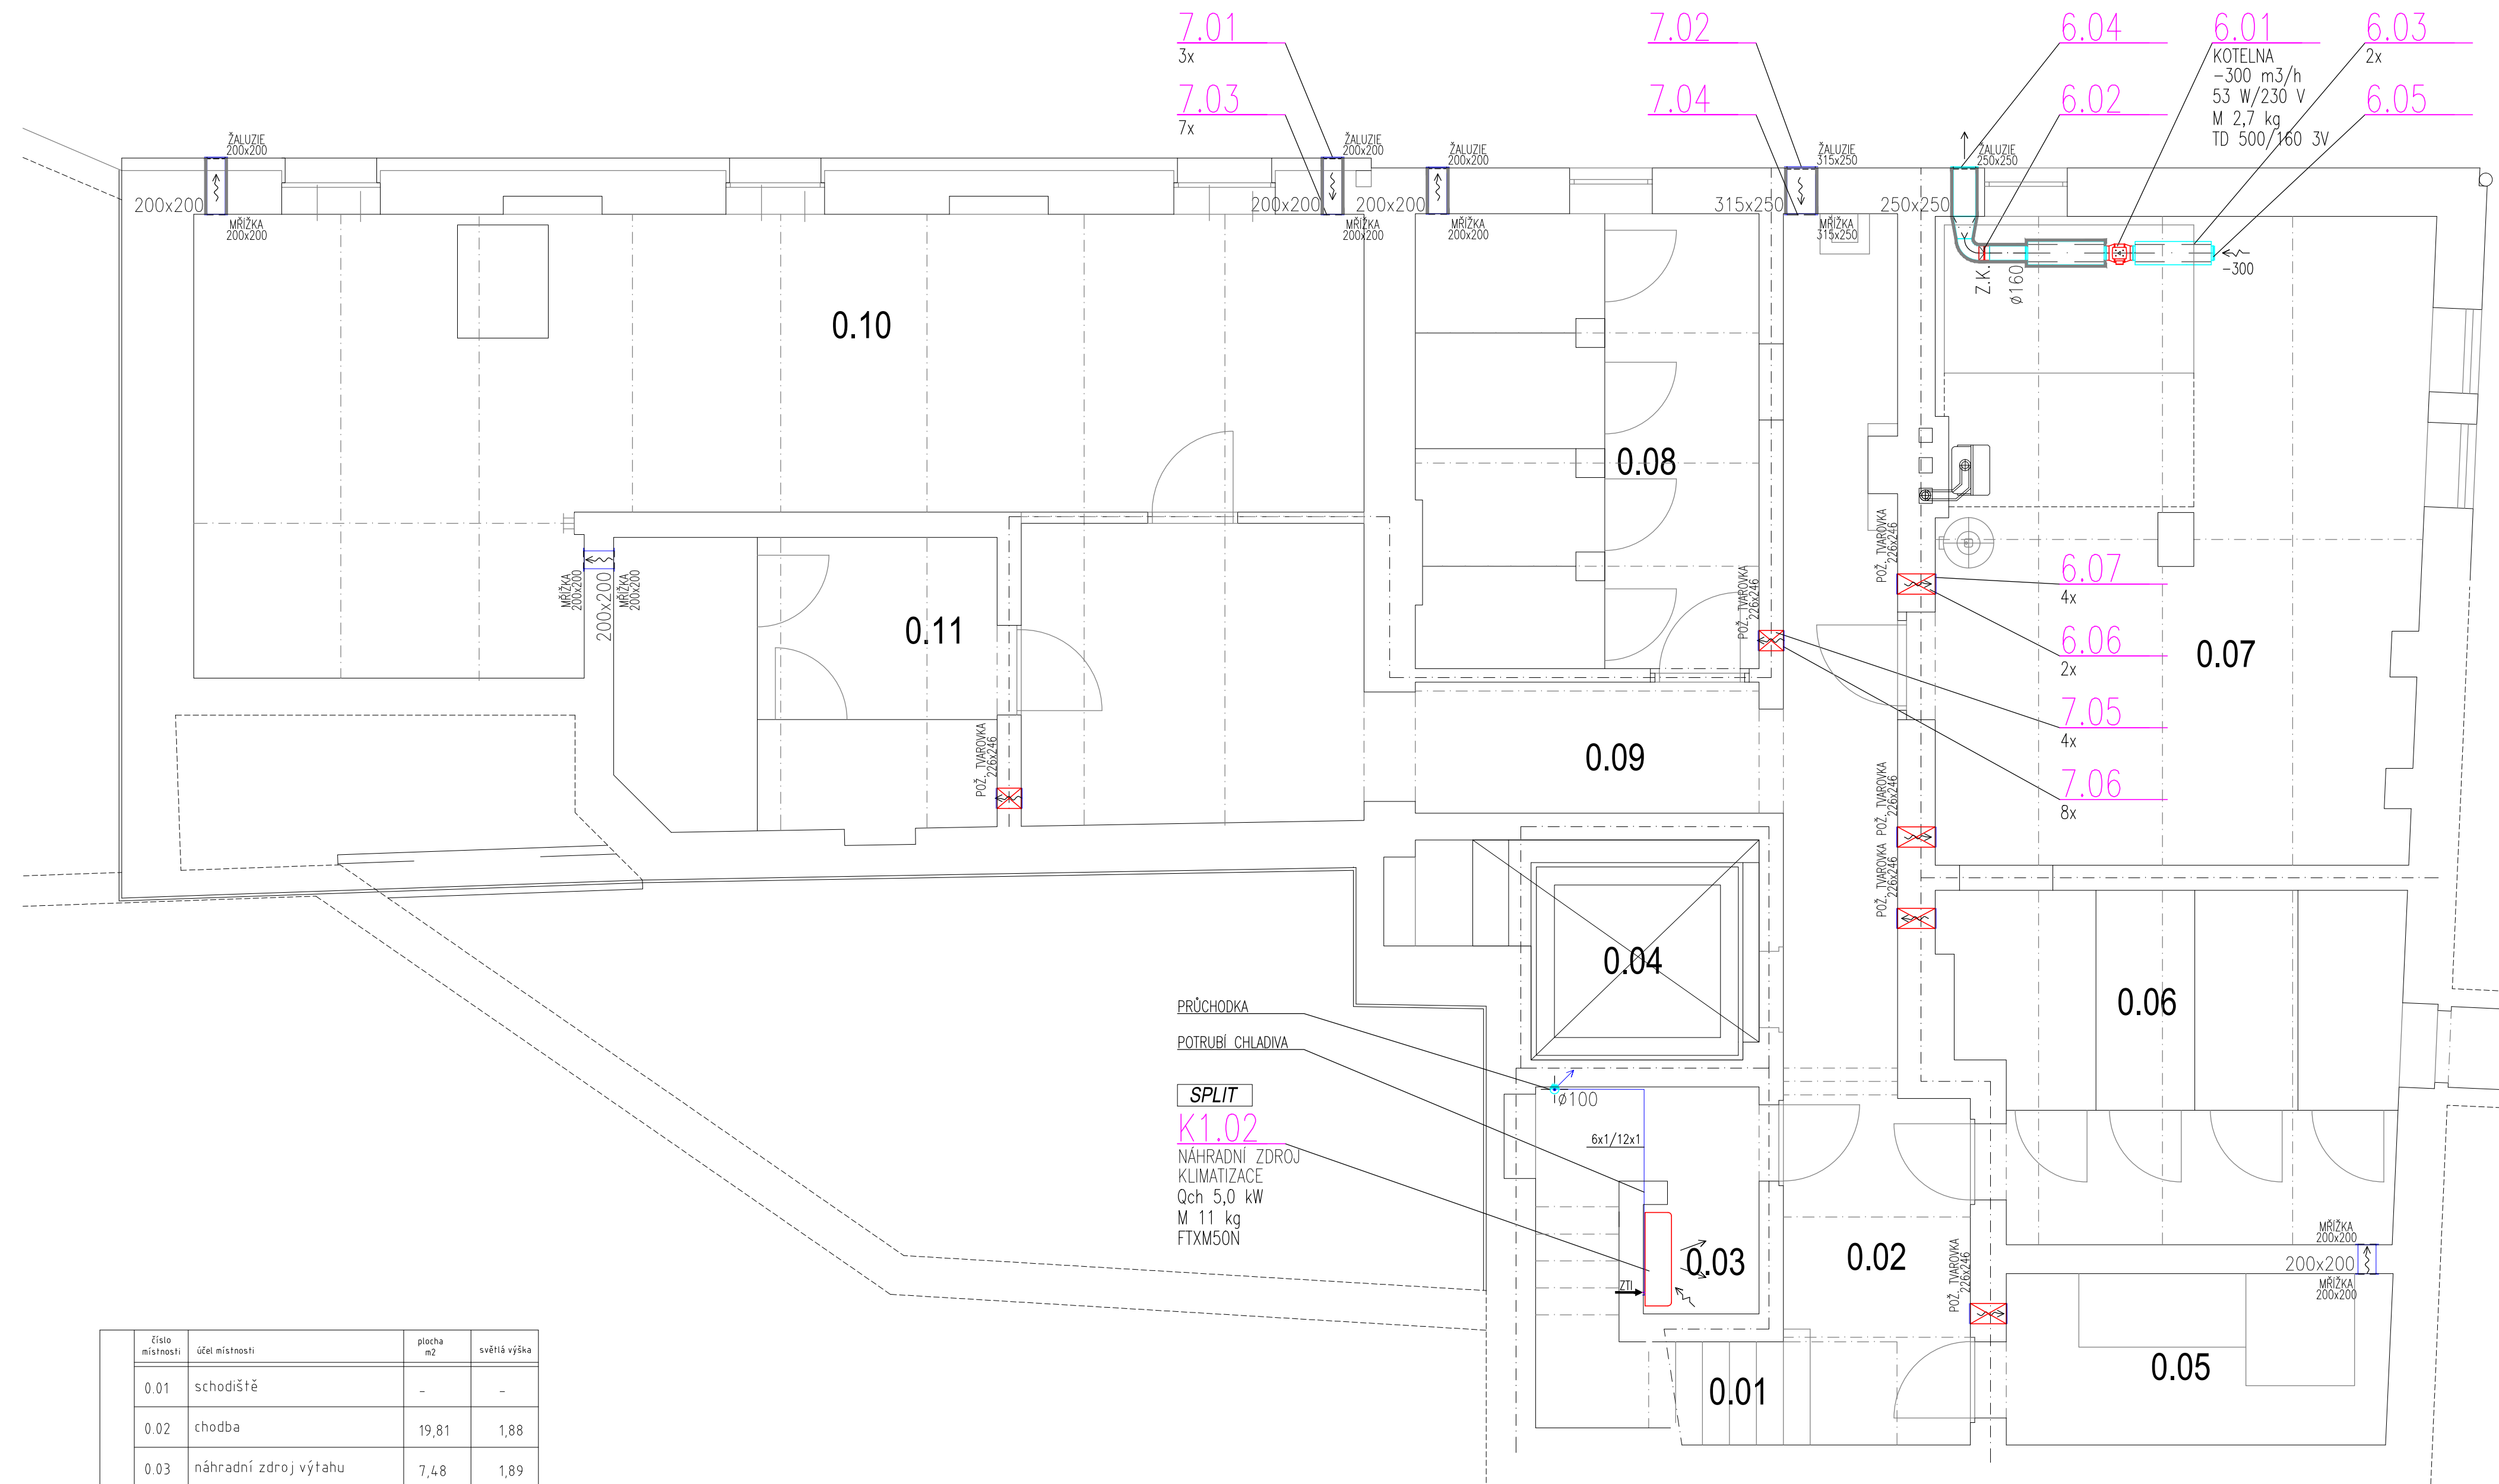 7.01
3x
7.02
6.04
6.01
KOTELNA
-300 m3/h
53 W/230 V
M 2,7 kg
TD 500/160 3V
6.03
2x
7.03
7x
7.04
6.02
6.05
ŽALUZIE
200x200
ŽALUZIE
200x200
ŽALUZIE
200x200
ŽALUZIE
315x250
ŽALUZIE
250x250
200x200
200x200
200x200
315x250
250x250
MŘÍŽKA
200x200
MŘÍŽKA
200x200
MŘÍŽKA
200x200
MŘÍŽKA
315x250
Z.K.
ø160
-300
0.10
0.08
POŽ. TVAROVKA
226x246
MŘÍŽKA
200x200
200x200
MŘÍŽKA
200x200
POŽ. TVAROVKA
226x246
6.07
4x
0.11
6.06
2x
0.07
7.05
4x
POŽ. TVAROVKA
226x246
0.09
POŽ. TVAROVKA
226x246
7.06
8x
POŽ. TVAROVKA
226x246
0.04
0.06
PRŮCHODKA
POTRUBÍ CHLADIVA
SPLIT
K1.02
NÁHRADNÍ ZDROJ
KLIMATIZACE
Qch 5,0 kW
M 11 kg
FTXM50N
ø100
6x1/12x1
ZTI
0.03
0.02
POŽ. TVAROVKA
226x246
MŘÍŽKA
200x200
200x200
MŘÍŽKA
200x200
0.01
0.05
číslo místnosti účel místnosti plocha m2 světlá výška
0.01 schodiště - -
0.02 chodba 19,81 1,88
0.03 náhradní zdroj výtahu 7,48 1,89